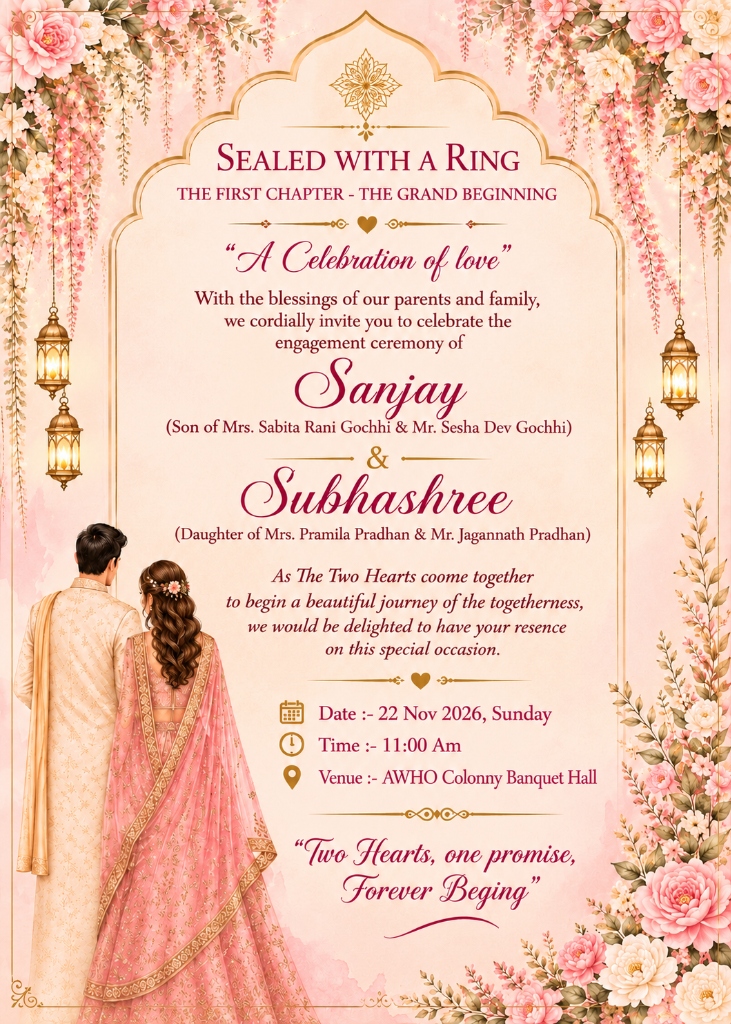 SEALED WITH A RING
THE FIRST CHAPTER - THE GRAND BEGINNING
“A Celebration of love”
With the blessings of our parents and family,
we cordially invite you to celebrate the
engagement ceremony of
Sanjay
(Son of Mrs. Sabita Rani Gochhi & Mr. Sesha Dev Gochhi)
&
Subhashree
(Daughter of Mrs. Pramila Pradhan & Mr. Jagannath Pradhan)
As The Two Hearts coome together
to begin a beautiful journey of the togetherness,
we would be delighted to have your resence
on this special occasion.
Date :- 22 Nov 2026, Sunday
Time :- 11:00 Am
Venue :- AWHO Colonny Banquet Hall
“Two Hearts, one promise,
Forever Beging”